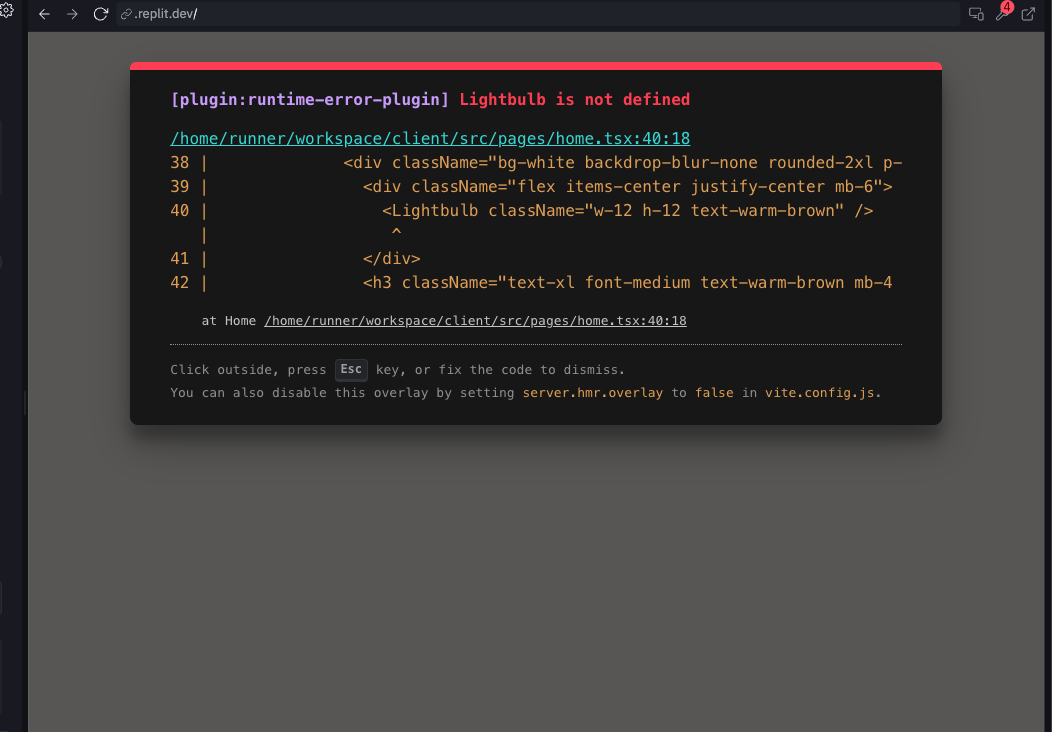 .replit.dev/
4
[plugin:runtime-error-plugin] Lightbulb is not defined
/home/runner/workspace/client/src/pages/home.tsx:40:18
38 |              <div className="bg-white backdrop-blur-none rounded-2xl p-
39 |                <div className="flex items-center justify-center mb-6">
40 |                  <Lightbulb className="w-12 h-12 text-warm-brown" />
   |                   ^
41 |                </div>
42 |                <h3 className="text-xl font-medium text-warm-brown mb-4
at Home /home/runner/workspace/client/src/pages/home.tsx:40:18
Click outside, press Esc key, or fix the code to dismiss.
You can also disable this overlay by setting server.hmr.overlay to false in vite.config.js.